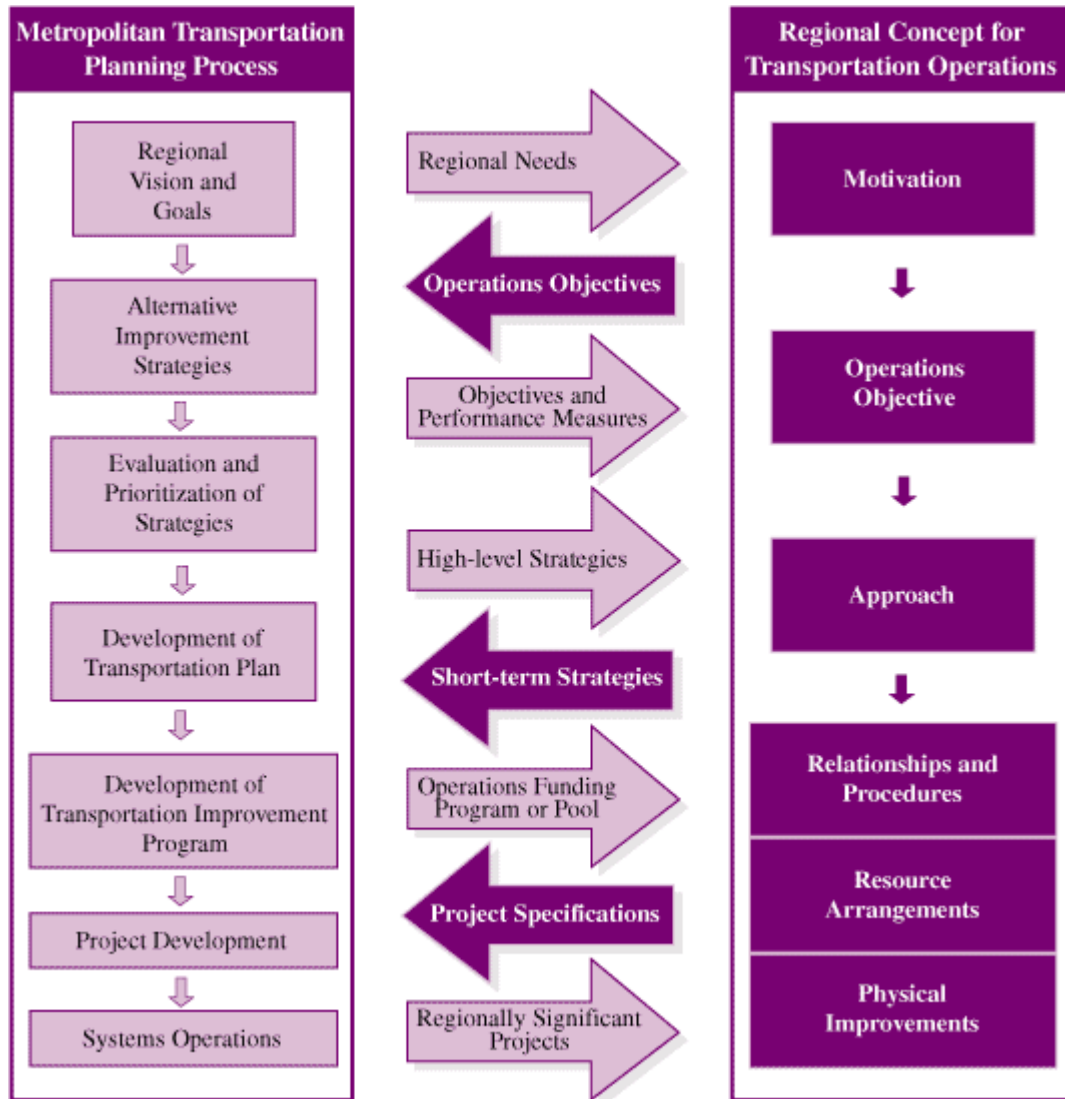 Metropolitan Transportation
Planning Process
Regional
Vision and
Goals
Alternative
Improvement
Strategies
Evaluation and
Prioritization of
Strategies
Development of
Transportation Plan
Development of
Transportation Improvement
Program
Project Development
Systems Operations
Regional Needs
Operations Objectives
Objectives and
Performance Measures
High-level Strategies
Short-term Strategies
Operations Funding
Program or Pool
Project Specifications
Regionally Significant
Projects
Regional Concept for
Transportation Operations
Motivation
Operations
Objective
Approach
Relationships and
Procedures
Resource
Arrangements
Physical
Improvements